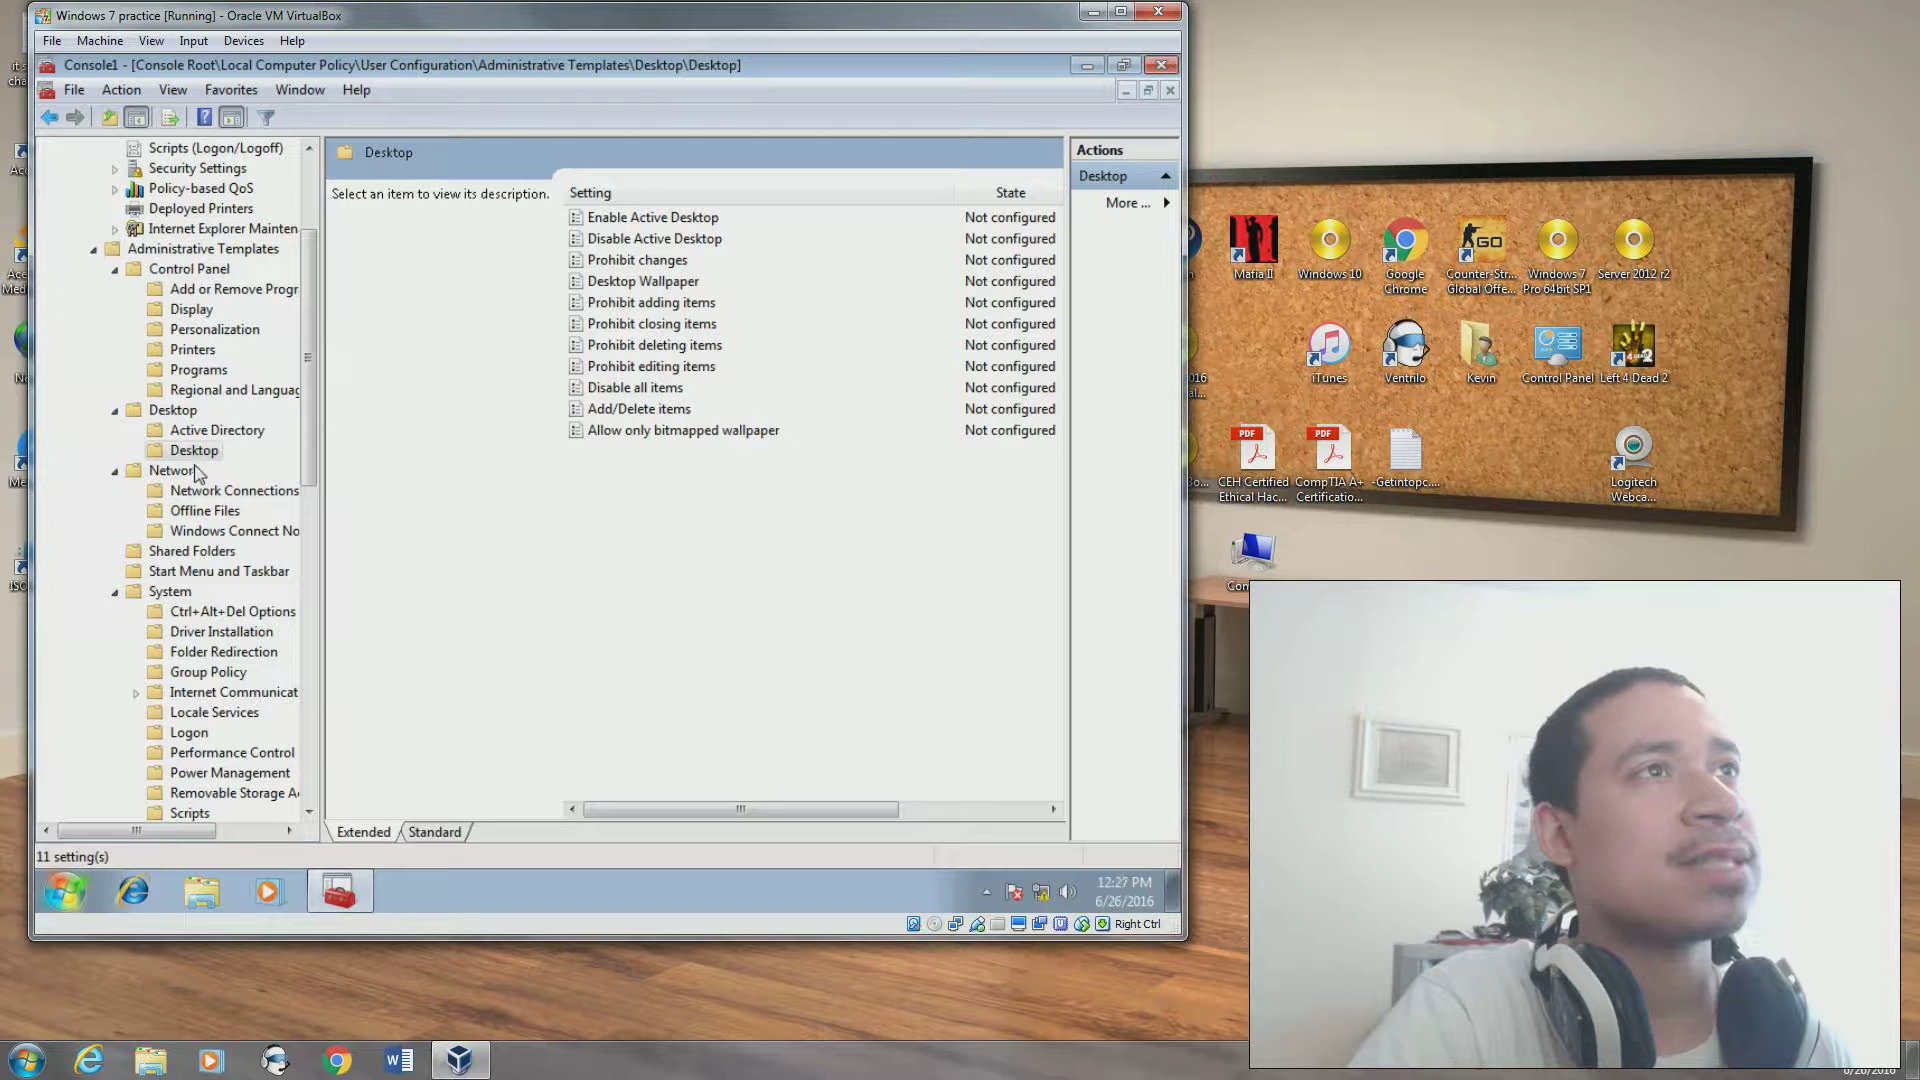 Windows 7 practice [Running] - Oracle VM VirtualBox
File Machine View Input Devices Help
Console1 - [Console Root\Local Computer Policy\User Configuration\Administrative Templates\Desktop\Desktop]
File Action View Favorites Window Help
Scripts (Logon/Logoff)
Security Settings
Policy-based QoS
Deployed Printers
Internet Explorer Mainten
Administrative Templates
Control Panel
Add or Remove Progr
Display
Personalization
Printers
Programs
Regional and Languag
Desktop
Active Directory
Desktop
Network
Network Connections
Offline Files
Windows Connect No
Shared Folders
Start Menu and Taskbar
System
Ctrl+Alt+Del Options
Driver Installation
Folder Redirection
Group Policy
Internet Communicat
Locale Services
Logon
Performance Control
Power Management
Removable Storage A
Scripts
Desktop
Select an item to view its description.
Setting State
Enable Active Desktop Not configured
Disable Active Desktop Not configured
Prohibit changes Not configured
Desktop Wallpaper Not configured
Prohibit adding items Not configured
Prohibit closing items Not configured
Prohibit deleting items Not configured
Prohibit editing items Not configured
Disable all items Not configured
Add/Delete items Not configured
Allow only bitmapped wallpaper Not configured
Extended Standard
Actions
Desktop
More ...
11 setting(s)
12:27 PM
6/26/2016
Right Ctrl
Mafia II
Windows 10
Google
Chrome
Counter-Str...
Global Offe...
GO
Windows 7
Pro 64bit SP1
Server 2012 r2
iTunes
Ventrilo
Kevin
Control Panel
Left 4 Dead 2
PDF
CEH Certified
Ethical Hac...
PDF
CompTIA A+
Certificatio...
-Getintopc....
Logitech
Webca...